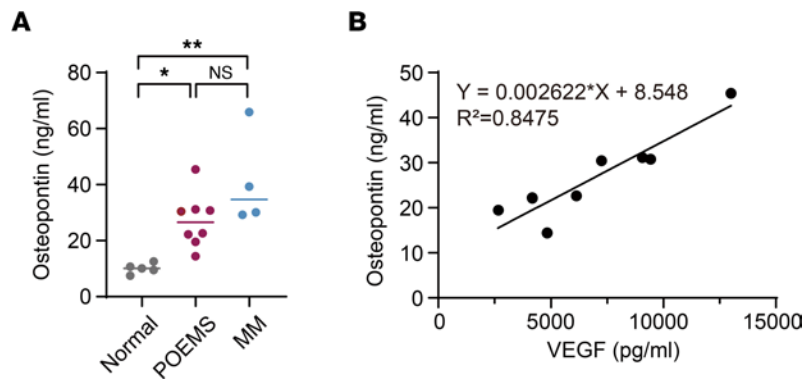 A
**
*
NS
80
60
40
20
0
Osteopontin (ng/ml)
Normal
POEMS
MM
B
Y = 0.002622*X + 8.548
R²=0.8475
50
40
30
20
10
0
Osteopontin (ng/ml)
0
5000
10000
15000
VEGF (pg/ml)